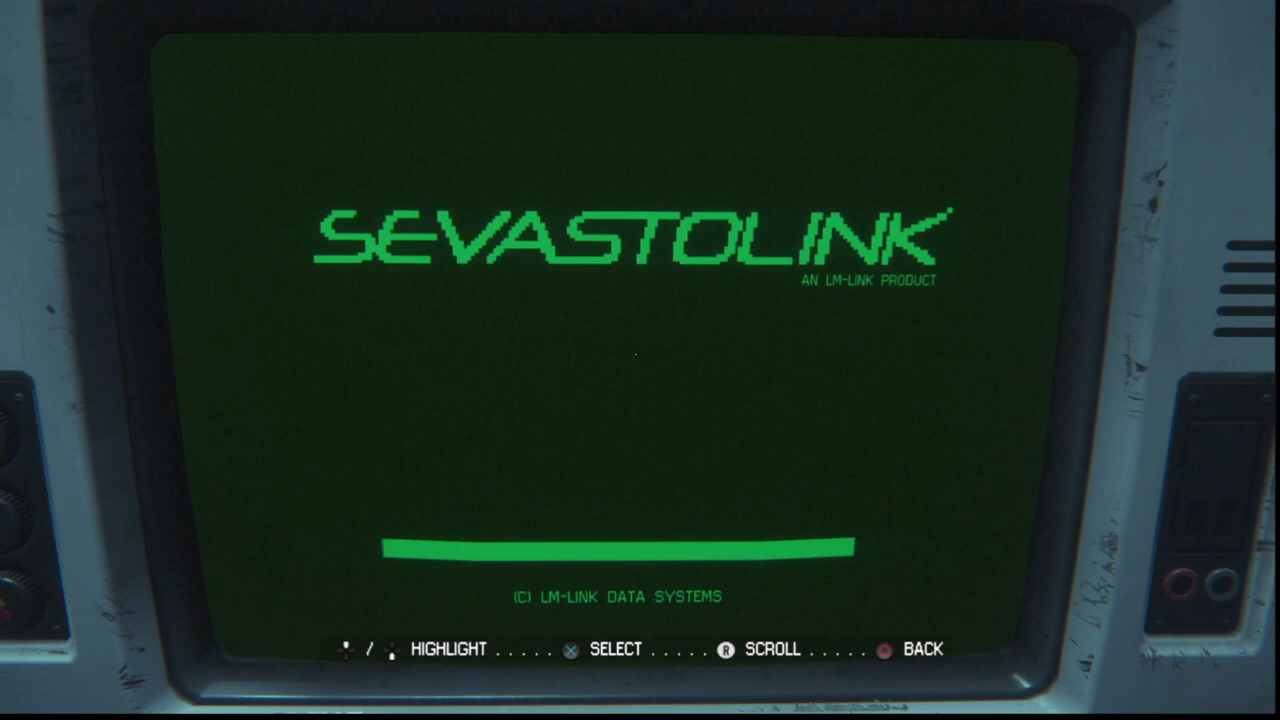 SEVASTOLINK
AN LM-LINK PRODUCT
(C) LM-LINK DATA SYSTEMS
/ HIGHLIGHT ..... SELECT ..... R SCROLL ..... BACK